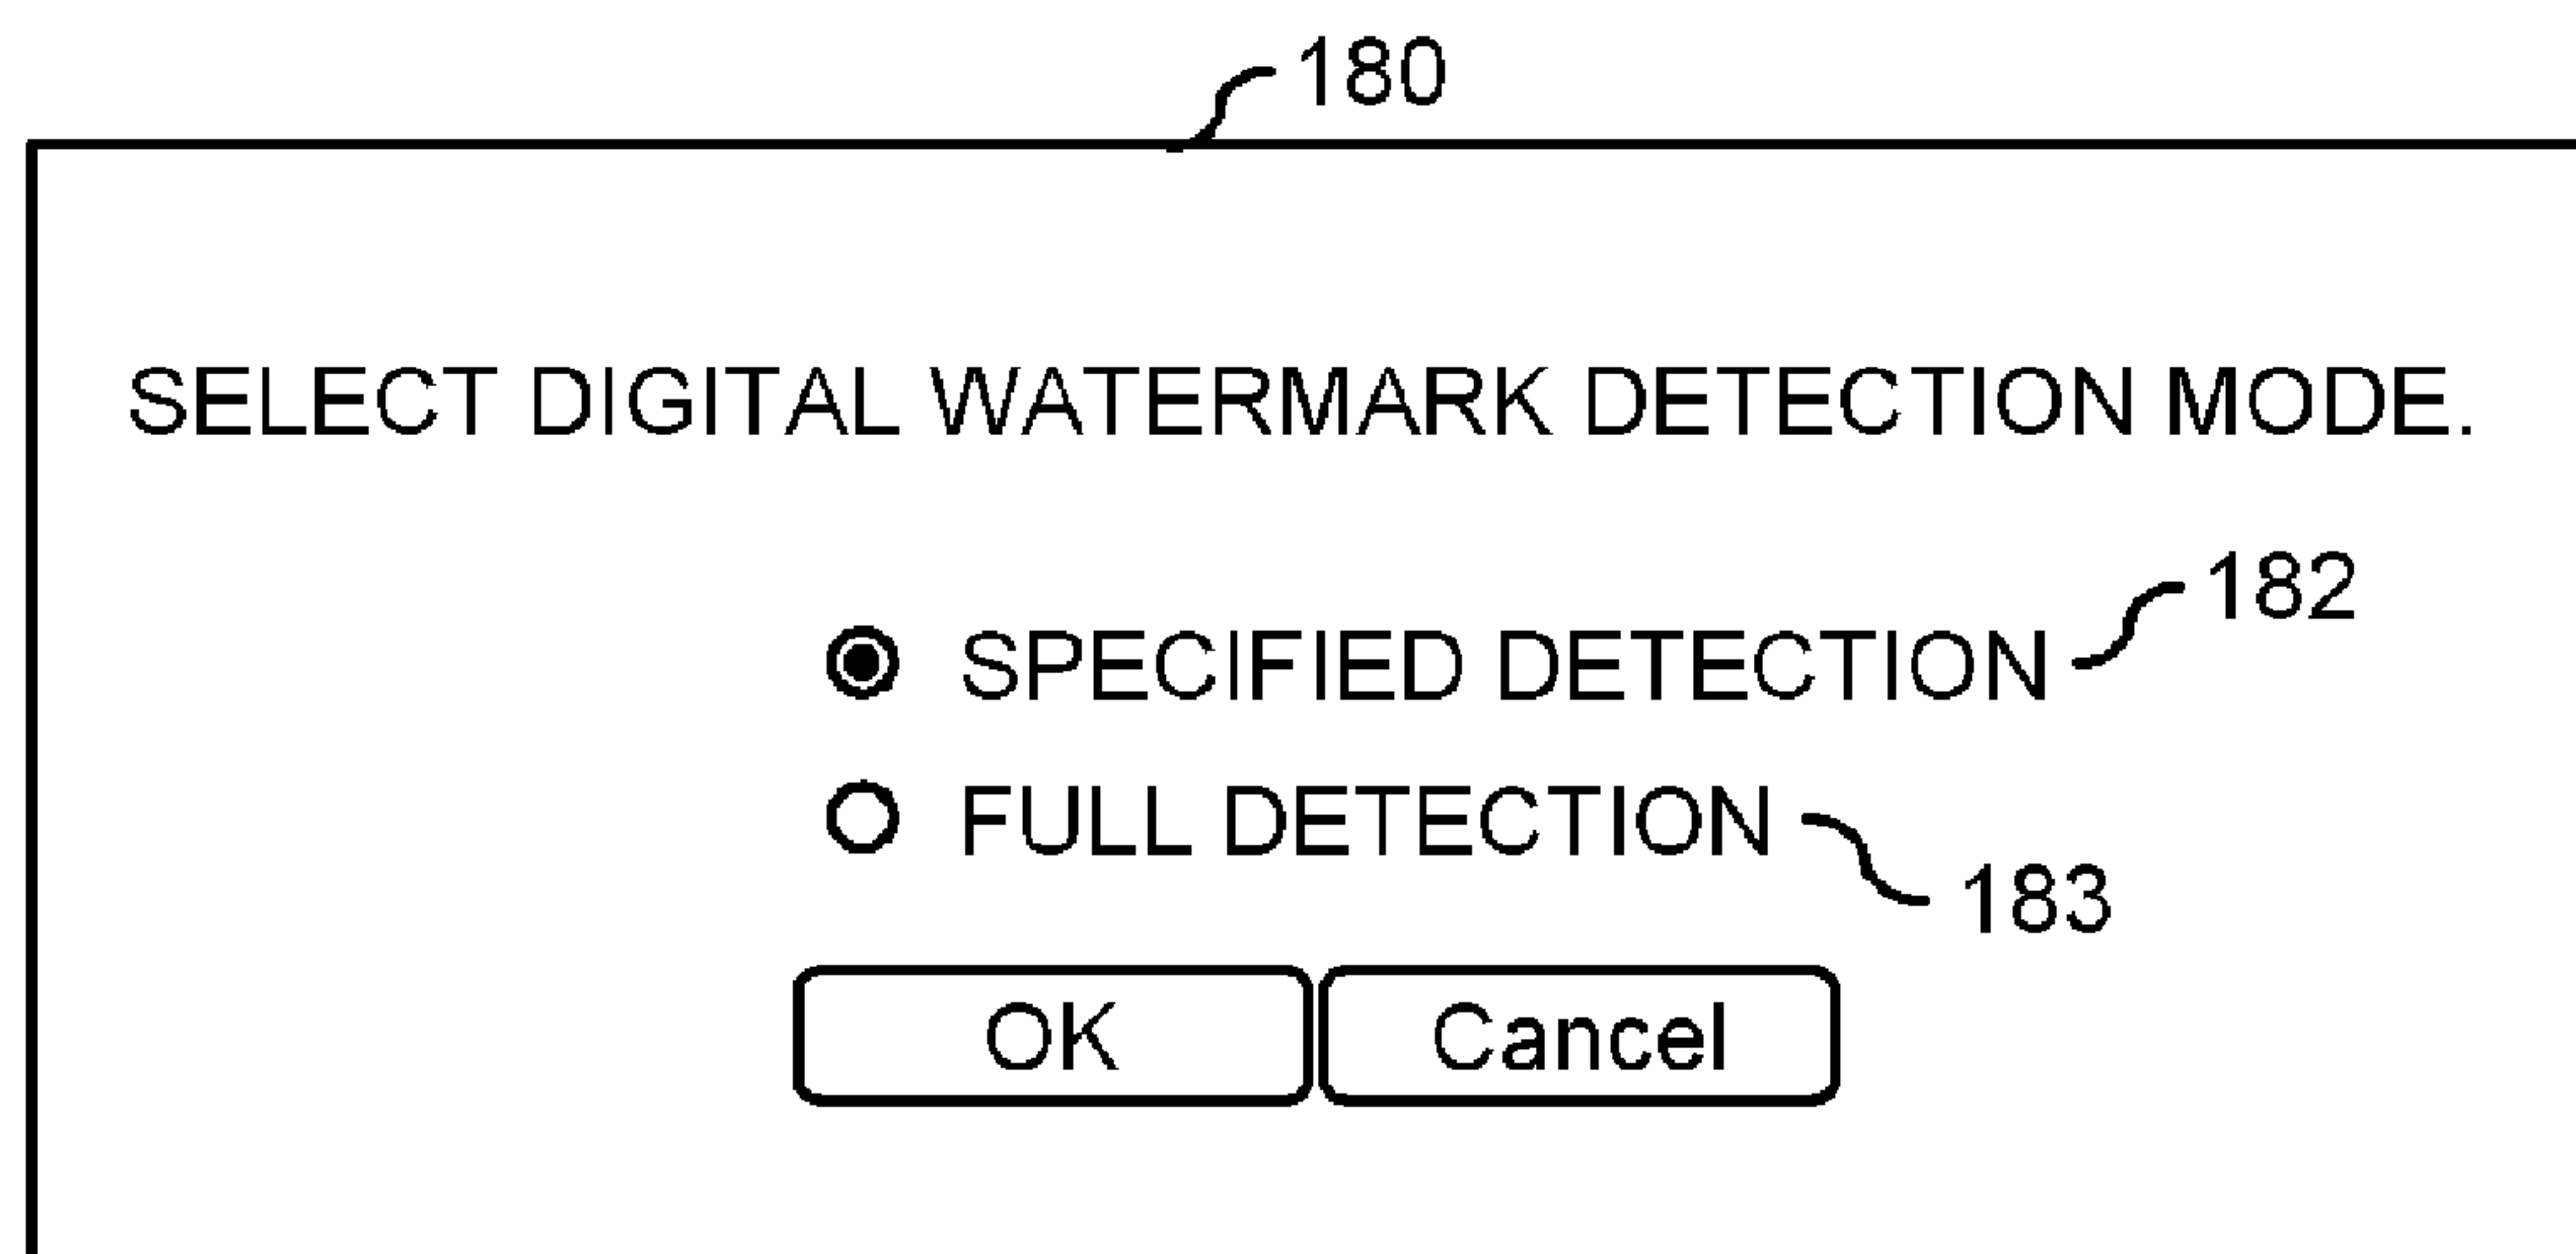 180
SELECT DIGITAL WATERMARK DETECTION MODE.
182
SPECIFIED DETECTION
FULL DETECTION
183
OK Cancel